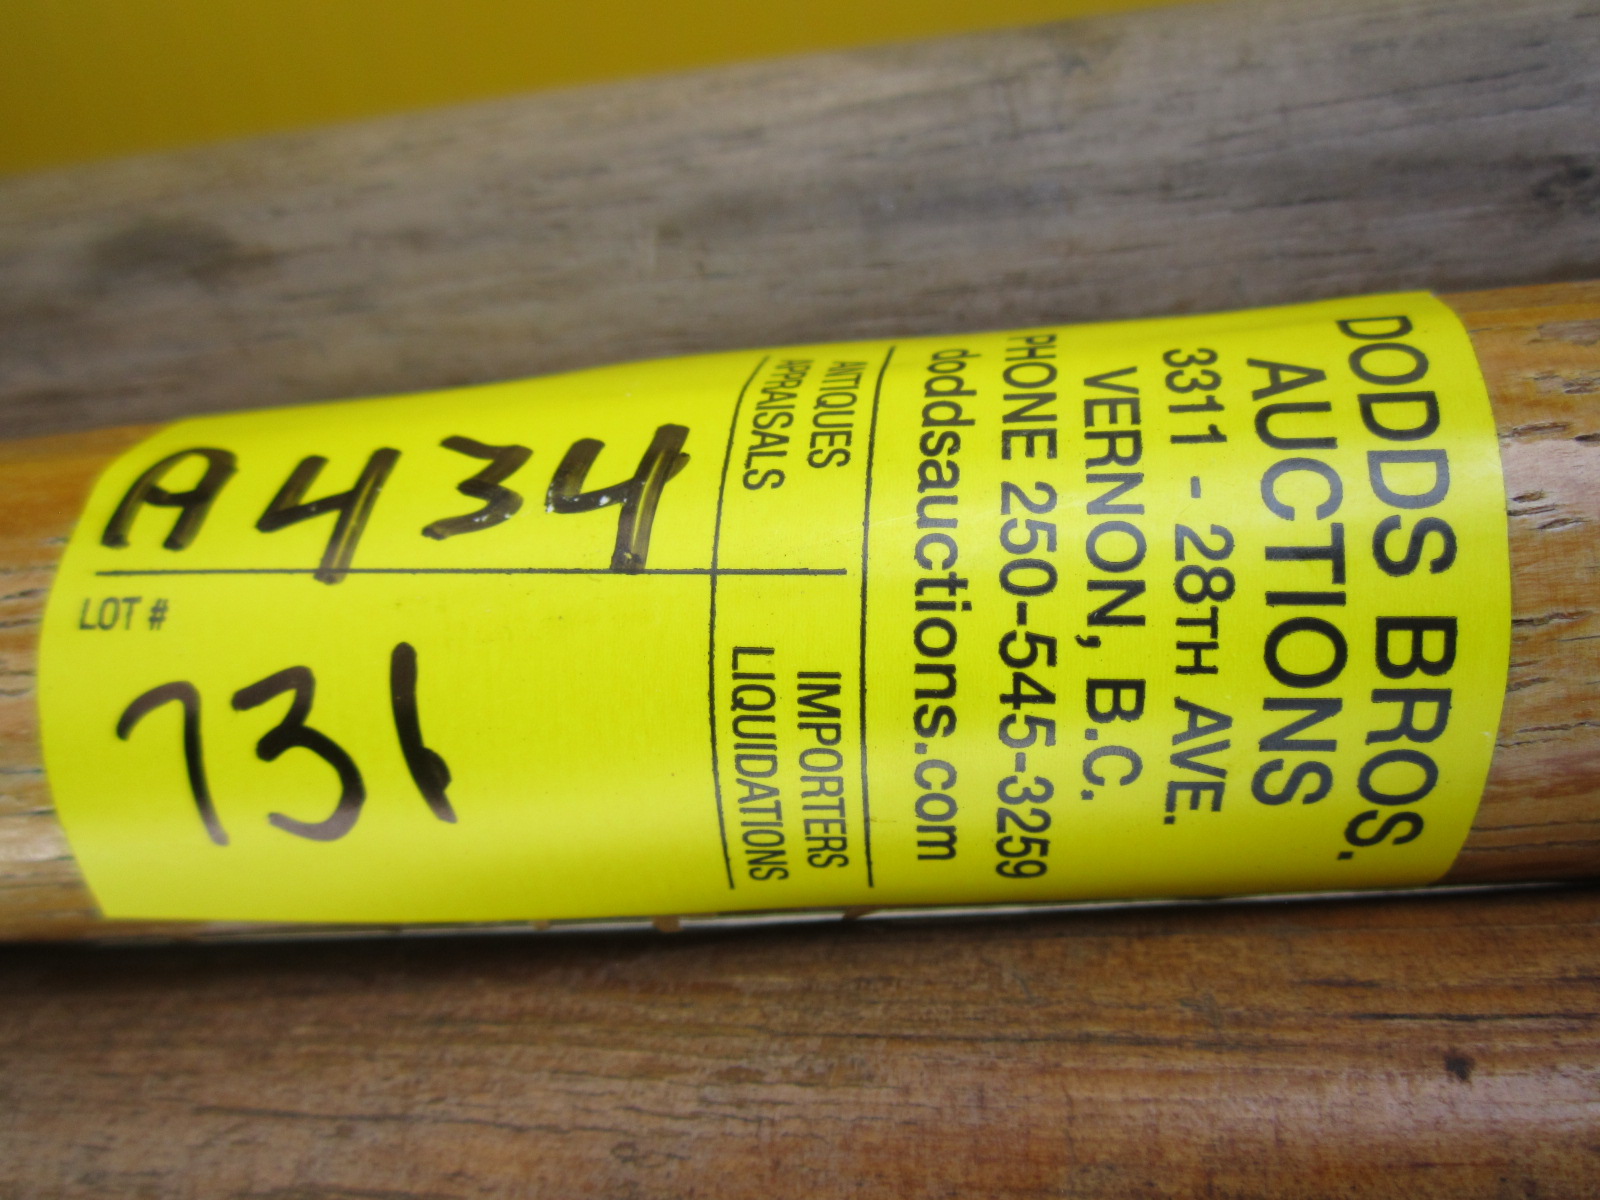 DODDS BROS.
AUCTIONS
3311 - 28TH AVE.
VERNON, B.C.
PHONE 250-545-3259
doddsauctions.com
ANTIQUES IMPORTERS
APPRAISALS LIQUIDATIONS
A434
LOT #
731